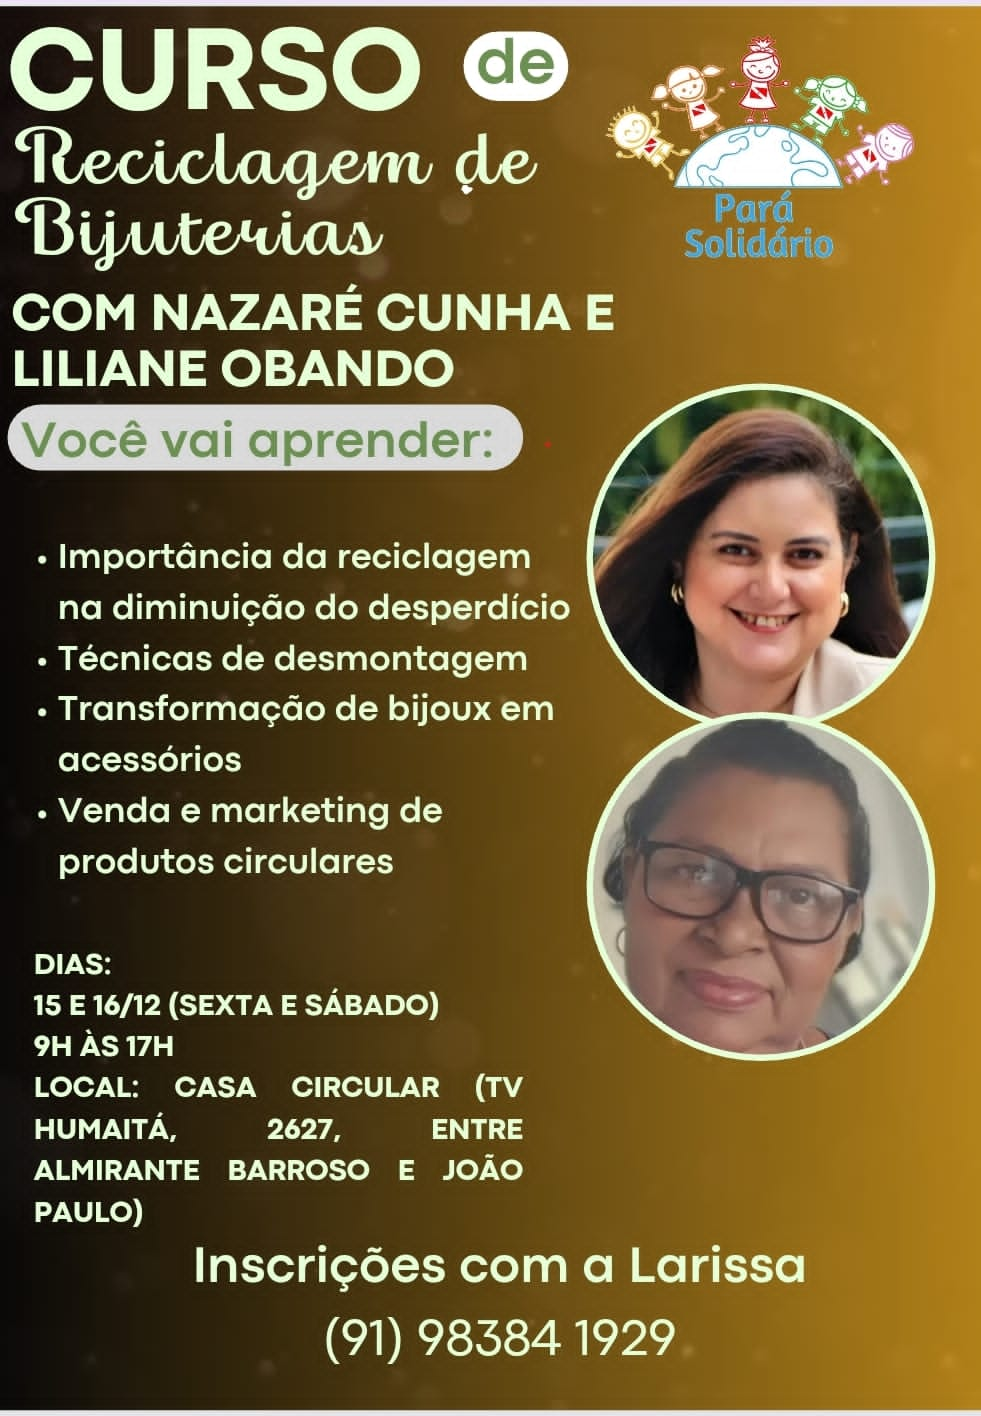 CURSO de
Reciclagem de
Bijuterias
Pará
Solidário
COM NAZARÉ CUNHA E
LILIANE OBANDO
Você vai aprender:
• Importância da reciclagem
na diminuição do desperdício
• Técnicas de desmontagem
• Transformação de bijoux em
acessórios
• Venda e marketing de
produtos circulares
DIAS:
15 E 16/12 (SEXTA E SÁBADO)
9H ÀS 17H
LOCAL: CASA CIRCULAR (TV
HUMAITÁ, 2627, ENTRE
ALMIRANTE BARROSO E JOÃO
PAULO)
Inscrições com a Larissa
(91) 98384 1929